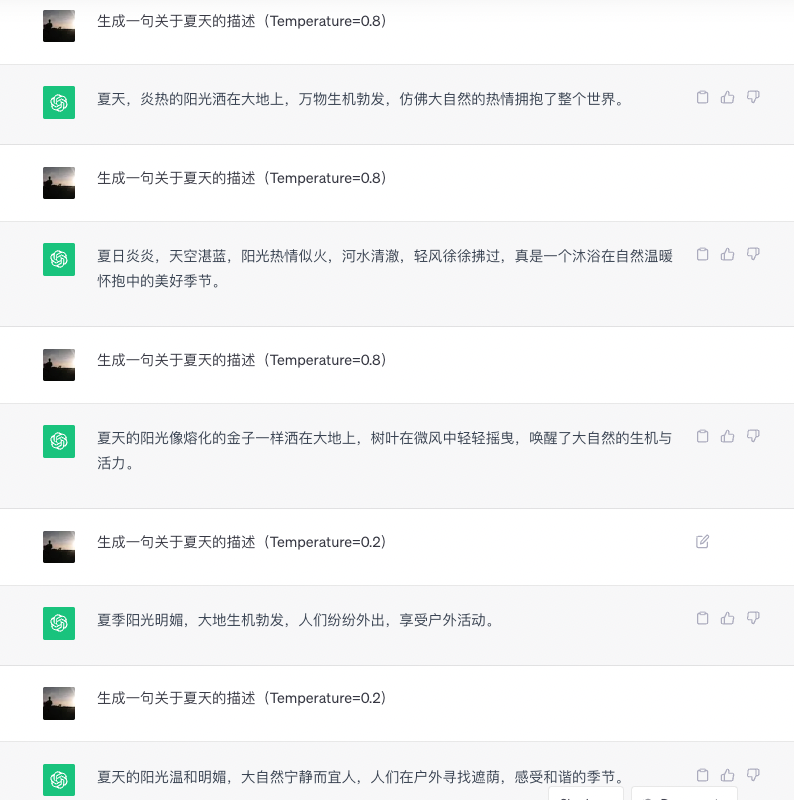 生成一句关于夏天的描述（Temperature=0.8）
夏天，炎热的阳光洒在大地上，万物生机勃发，仿佛大自然的热情拥抱了整个世界。
生成一句关于夏天的描述（Temperature=0.8）
夏日炎炎，天空湛蓝，阳光热情似火，河水清澈，轻风徐徐拂过，真是一个沐浴在自然温暖
怀抱中的美好季节。
生成一句关于夏天的描述（Temperature=0.8）
夏天的阳光像熔化的金子一样洒在大地上，树叶在微风中轻轻摇曳，唤醒了大自然的生机与
活力。
生成一句关于夏天的描述（Temperature=0.2）
夏季阳光明媚，大地生机勃发，人们纷纷外出，享受户外活动。
生成一句关于夏天的描述（Temperature=0.2）
夏天的阳光温和明媚，大自然宁静而宜人，人们在户外寻找遮荫，感受和谐的季节。